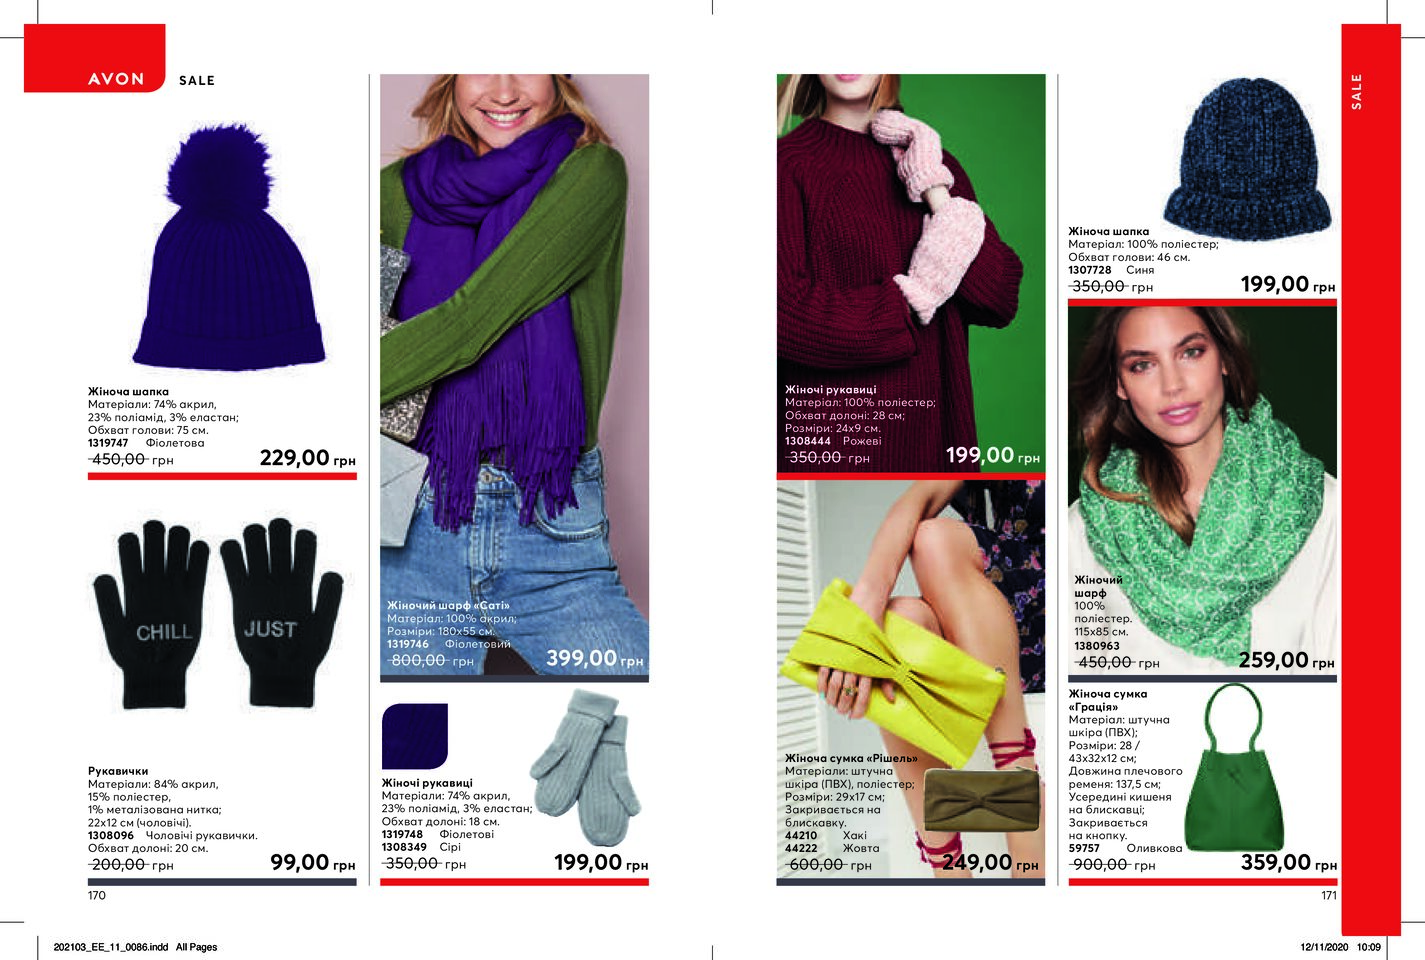 AVON
SALE
Жіноча шапка
Матеріали: 74% акрил,
23% поліамід, 3% еластан;
Обхват голови: 75 см.
1319747 Фіолетова
450,00 грн
229,00 грн
CHILL
JUST
Рукавички
Матеріали: 84% акрил,
15% поліестер,
1% металізована нитка;
22х12 см (чоловічі).
1308096 Чоловічі рукавички.
Обхват долоні: 20 см.
200,00 грн
99,00 грн
170
Жіночий шарф «Саті»
Матеріал: 100% акрил;
Розміри: 180х55 см.
1319746 Фіолетовий
800,00 грн
399,00 грн
Жіночі рукавиці
Матеріали: 74% акрил,
23% поліамід, 3% еластан;
Обхват долоні: 18 см.
1319748 Фіолетові
1308349 Сірі
350,00 грн
199,00 грн
Жіночі рукавиці
Матеріал: 100% поліестер;
Обхват долоні: 28 см;
Розміри: 24х9 см.
1308444 Рожеві
350,00 грн
199,00 грн
Жіноча сумка «Рішель»
Матеріали: штучна
шкіра (ПВХ), поліестер;
Розміри: 29х17 см;
Закривається на
блискавку.
44210 Хакі
44222 Жовта
600,00 грн
249,00 грн
Жіноча шапка
Матеріал: 100% поліестер;
Обхват голови: 46 см.
1307728 Синя
350,00 грн
199,00 грн
Жіночий
шарф
100%
поліестер.
115х85 см.
1380963
450,00 грн
259,00 грн
Жіноча сумка
«Грація»
Матеріал: штучна
шкіра (ПВХ);
Розміри: 28 /
43х32х12 см;
Довжина плечового
ременя: 137,5 см;
Усередині кишеня
на блискавці;
Закривається
на кнопку.
59757 Оливкова
900,00 грн
359,00 грн
171
SALE
202103_EE_11_0086.indd All Pages
12/11/2020 10:09